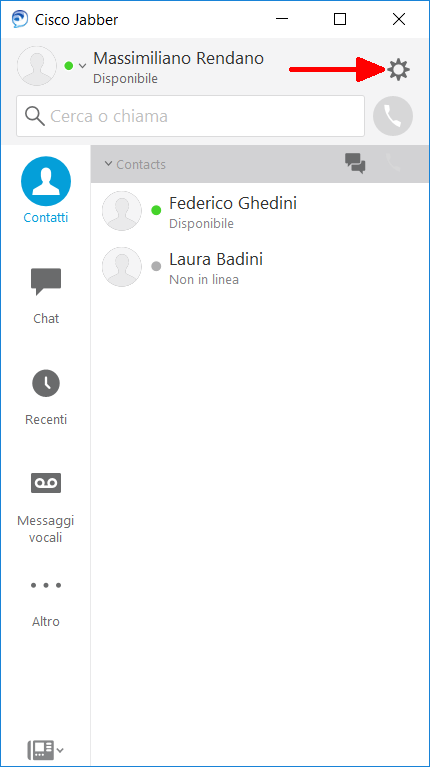 Cisco Jabber
Massimiliano Rendano
Disponibile
Cerca o chiama
Contacts
Contatti
Federico Ghedini
Disponibile
Laura Badini
Non in linea
Chat
Recenti
Messaggi
vocali
Altro